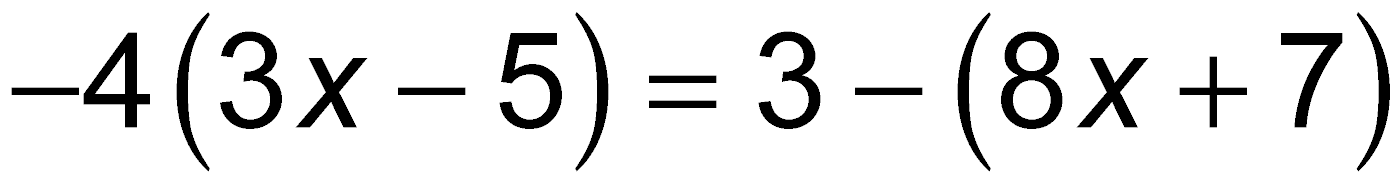 −4(3x − 5) = 3 − (8x + 7)